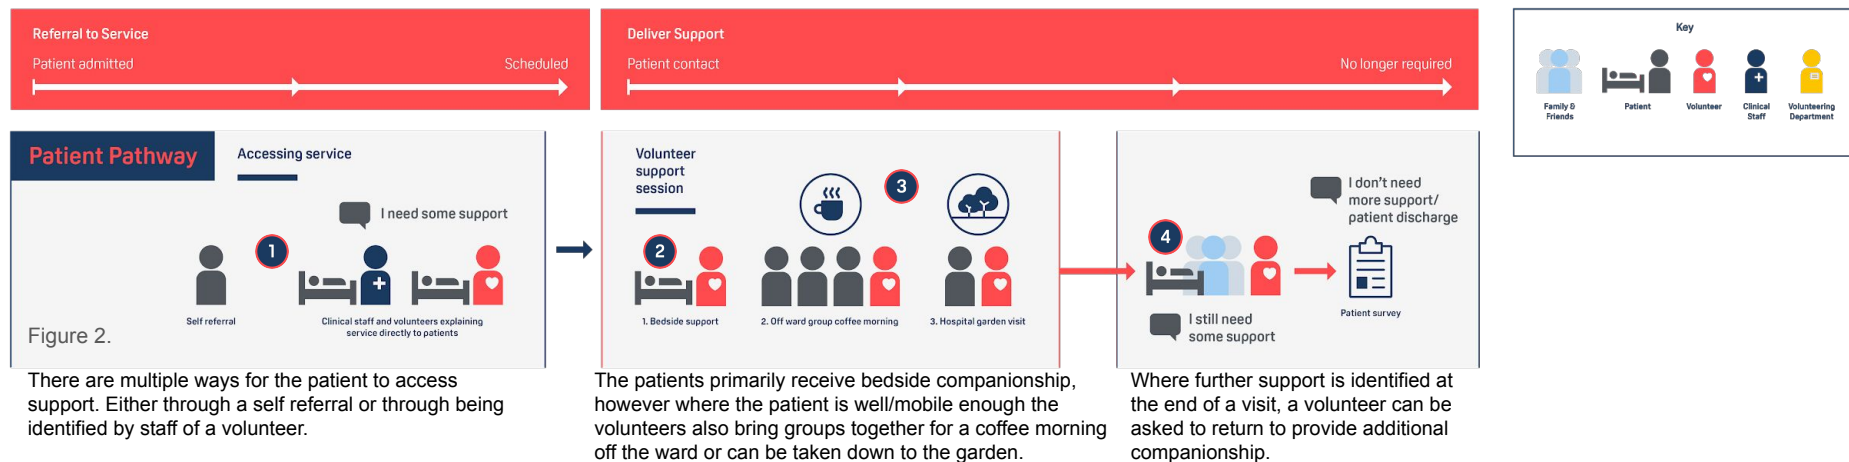 Referral to Service
Patient admitted
Scheduled
Deliver Support
Patient contact
No longer required
Key
Family &
Friends
Patient
Volunteer
Clinical
Staff
Volunteering
Department
Patient Pathway
Accessing service
I need some support
1
Self referral
Clinical staff and volunteers explaining
service directly to patients
Figure 2.
Volunteer
support
session
3
2
1. Bedside support
2. Off ward group coffee morning
3. Hospital garden visit
I don't need
more support/
patient discharge
4
I still need
some support
Patient survey
There are multiple ways for the patient to access
support. Either through a self referral or through being
identified by staff of a volunteer.
The patients primarily receive bedside companionship,
however where the patient is well/mobile enough the
volunteers also bring groups together for a coffee morning
off the ward or can be taken down to the garden.
Where further support is identified at
the end of a visit, a volunteer can be
asked to return to provide additional
companionship.